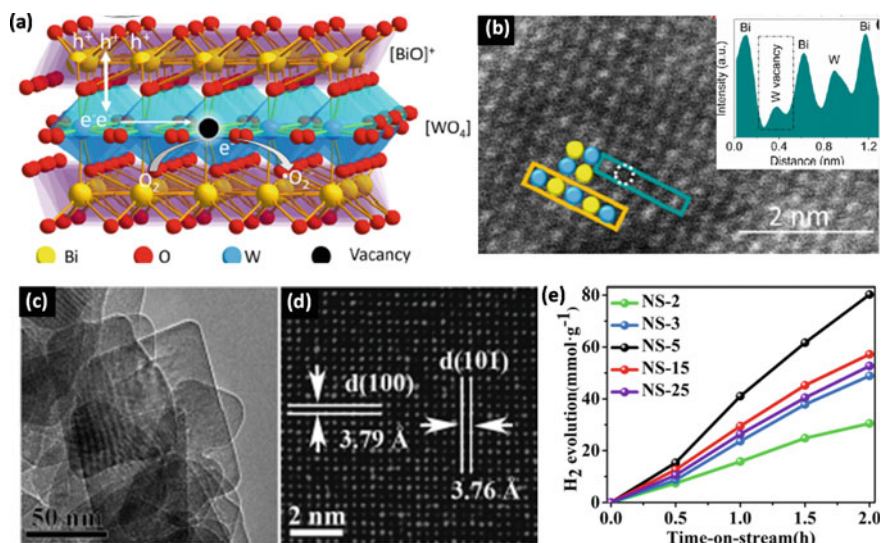 (a)
h⁺ h⁺ h⁺
[BiO]⁺
e⁻ e⁻
[WO₄]
e⁻
O₂
•O₂⁻
Bi
O
W
Vacancy
(b)
Bi
W vacancy
Bi
W
Bi
Intensity (a.u.)
0.0 0.4 0.8 1.2
Distance (nm)
2 nm
(c)
50 nm
(d)
d(100)
3.79 Å
d(101)
3.76 Å
2 nm
(e)
NS-2
NS-3
NS-5
NS-15
NS-25
H₂ evolution(mmol·g⁻¹)
80
60
40
20
0
0.0 0.5 1.0 1.5 2.0
Time-on-stream(h)